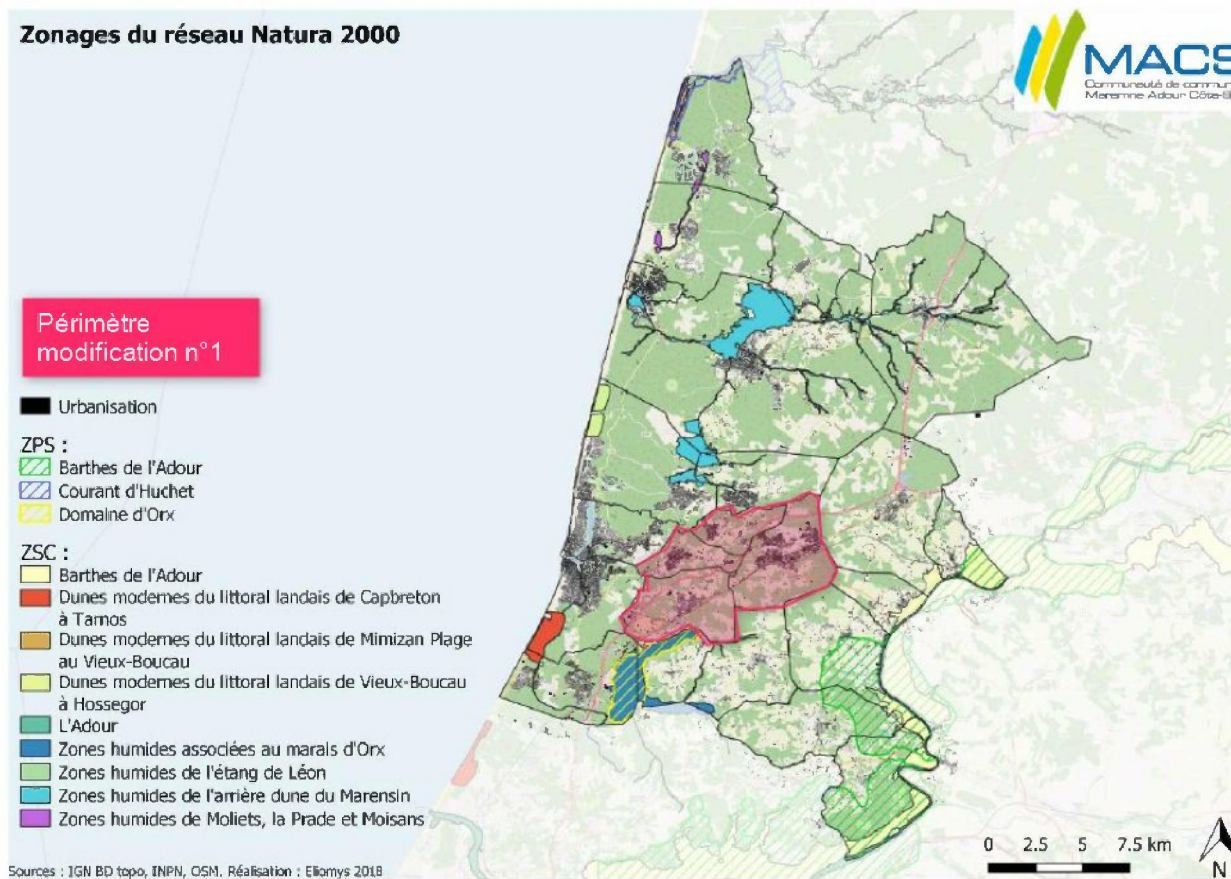 Zonages du réseau Natura 2000
MACS
Communauté de commun
Maremne Adour Côte-S
Périmètre
modification n°1
Urbanisation
ZPS :
Barthes de l'Adour
Courant d'Huchet
Domaine d'Orx
ZSC :
Barthes de l'Adour
Dunes modernes du littoral landais de Capbreton
à Tarnos
Dunes modernes du littoral landais de Mimizan Plage
au Vieux-Boucau
Dunes modernes du littoral landais de Vieux-Boucau
à Hossegor
L'Adour
Zones humides associées au marais d'Orx
Zones humides de l'étang de Léon
Zones humides de l'arrière dune du Marensin
Zones humides de Moliets, la Prade et Moisans
0 2.5 5 7.5 km
N
Sources : IGN BD topo, INPN, OSM. Réalisation : Eliomys 2018